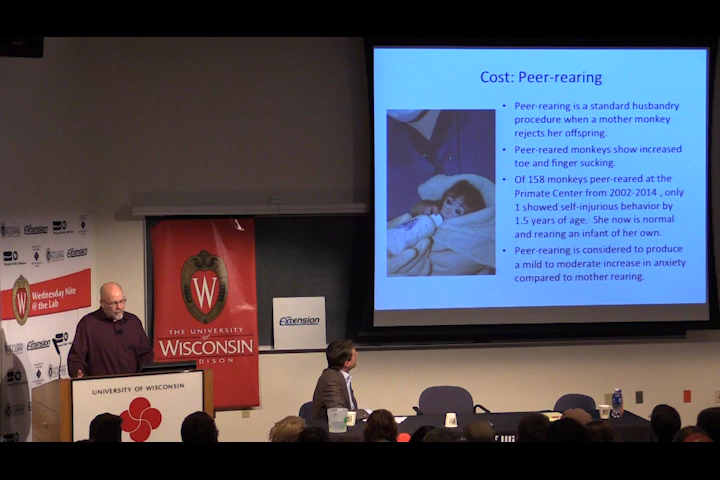 Cost: Peer-rearing
• Peer-rearing is a standard husbandry
procedure when a mother monkey
rejects her offspring.
• Peer-reared monkeys show increased
toe and finger sucking.
• Of 158 monkeys peer-reared at the
Primate Center from 2002-2014 , only
1 showed self-injurious behavior by
1.5 years of age. She now is normal
and rearing an infant of her own.
• Peer-rearing is considered to produce
a mild to moderate increase in anxiety
compared to mother rearing.
Extension
W
Wednesday Nite
@ the Lab
W
THE UNIVERSITY
of
WISCONSIN
DISON
Extension
UNIVERSITY OF WISCONSIN